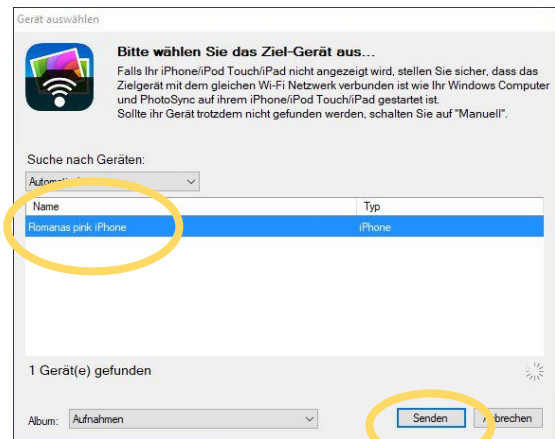 Gerät auswählen
Bitte wählen Sie das Ziel-Gerät aus...
Falls Ihr iPhone/iPod Touch/iPad nicht angezeigt wird, stellen Sie sicher, dass das
Zielgerät mit dem gleichen Wi-Fi Netzwerk verbunden ist wie Ihr Windows Computer
und PhotoSync auf ihrem iPhone/iPod Touch/iPad gestartet ist.
Sollte ihr Gerät trotzdem nicht gefunden werden, schalten Sie auf "Manuell".
Suche nach Geräten:
Name Typ
Romanas pink iPhone iPhone
1 Gerät(e) gefunden
Album: Aufnahmen Senden Abbrechen